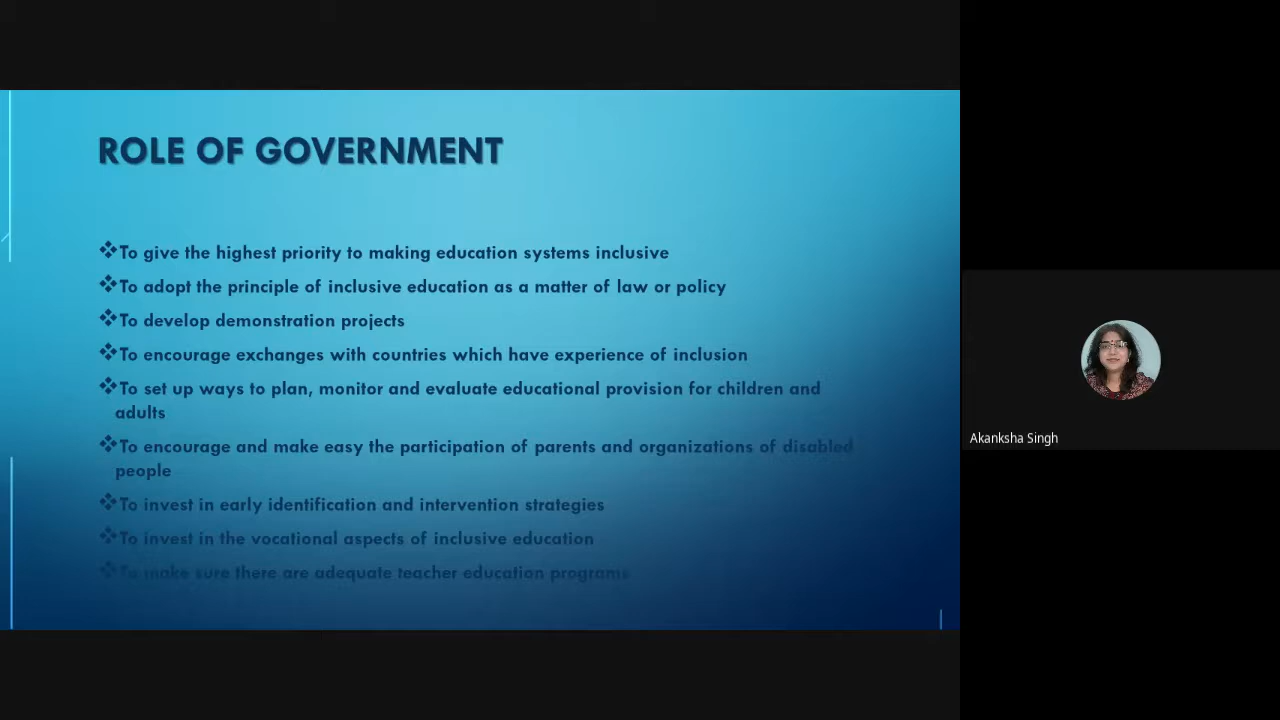 ROLE OF GOVERNMENT
❖To give the highest priority to making education systems inclusive
❖To adopt the principle of inclusive education as a matter of law or policy
❖To develop demonstration projects
❖To encourage exchanges with countries which have experience of inclusion
❖To set up ways to plan, monitor and evaluate educational provision for children and
adults
❖To encourage and make easy the participation of parents and organizations of disabled
people
❖To invest in early identification and intervention strategies
❖To invest in the vocational aspects of inclusive education
❖To make sure there are adequate teacher education programs
Akanksha Singh